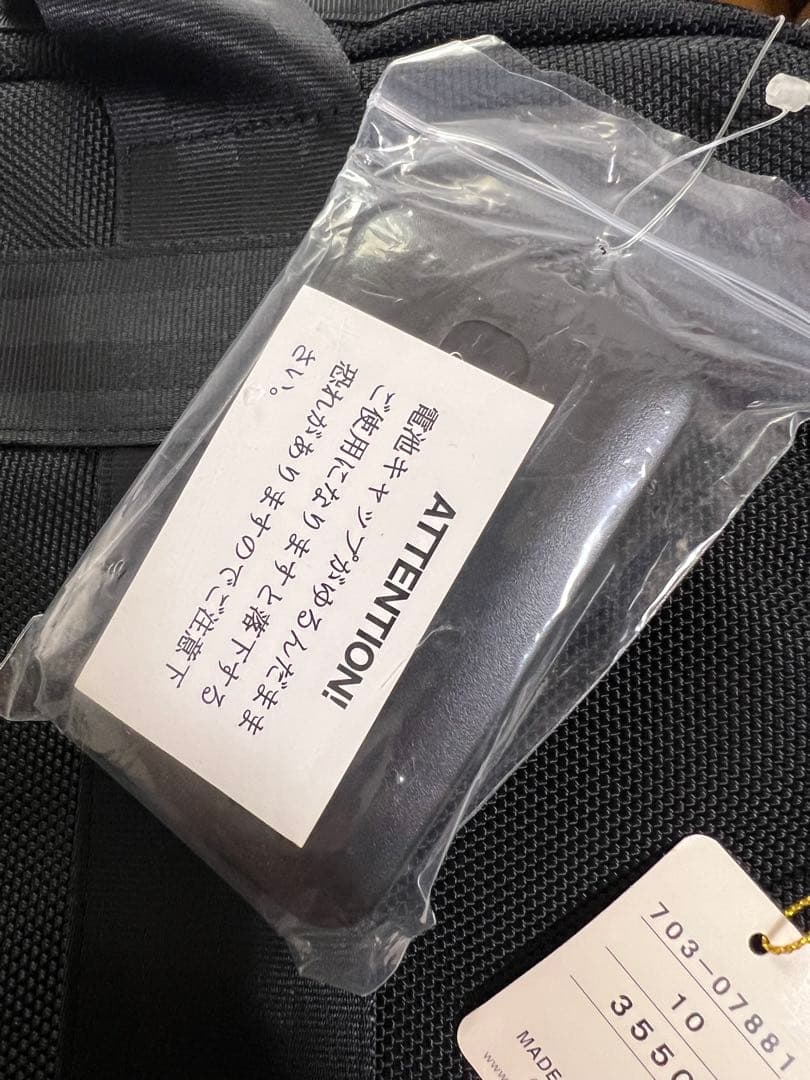 ATTENTION!
電池キャップがゆるんだまま
ご使用になりますと落下する
恐れがありますのでご注意下
さい。
703-07881
10
355
MADE
www